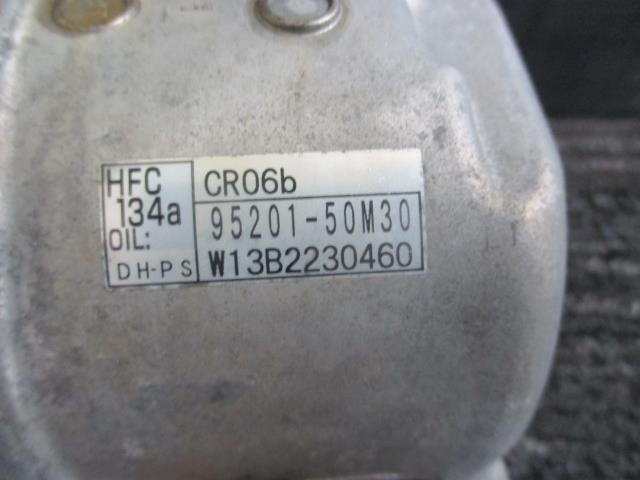 HFC
134a
OIL:
DH-PS
CR06b
95201-50M30
W13B2230460